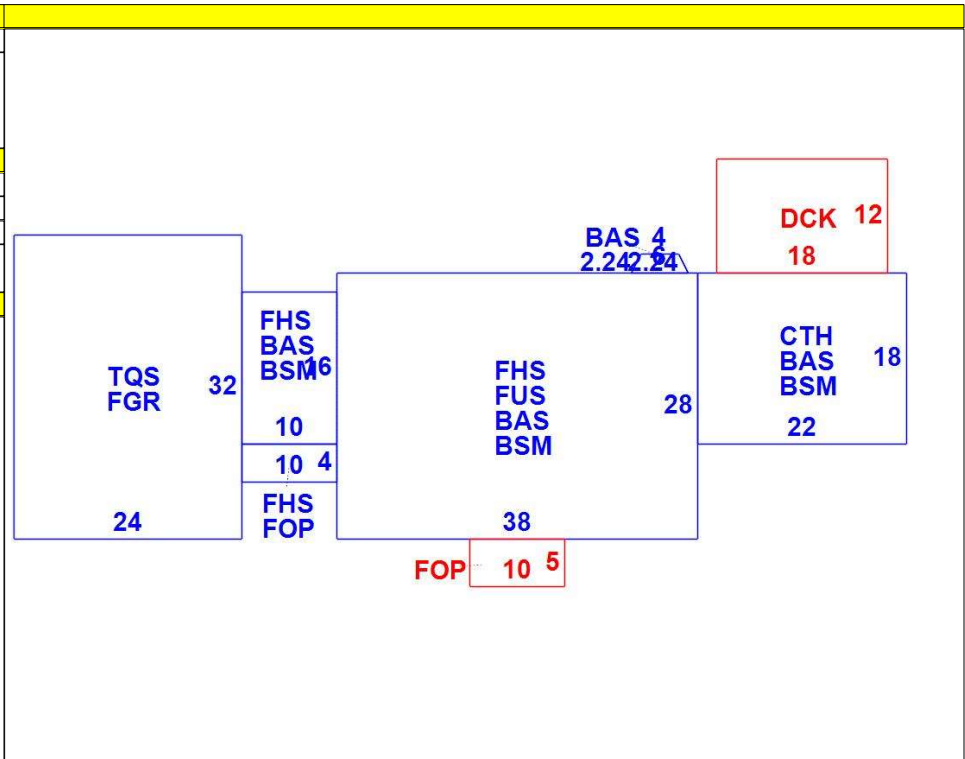 DCK 12
18
BAS 4
6
2.24 2.24
TQS
FGR
32
24
FHS
BAS
BSM 16
10
10 4
FHS
FOP
FHS
FUS
BAS
BSM
28
38
CTH
BAS
BSM
18
22
FOP 10 5